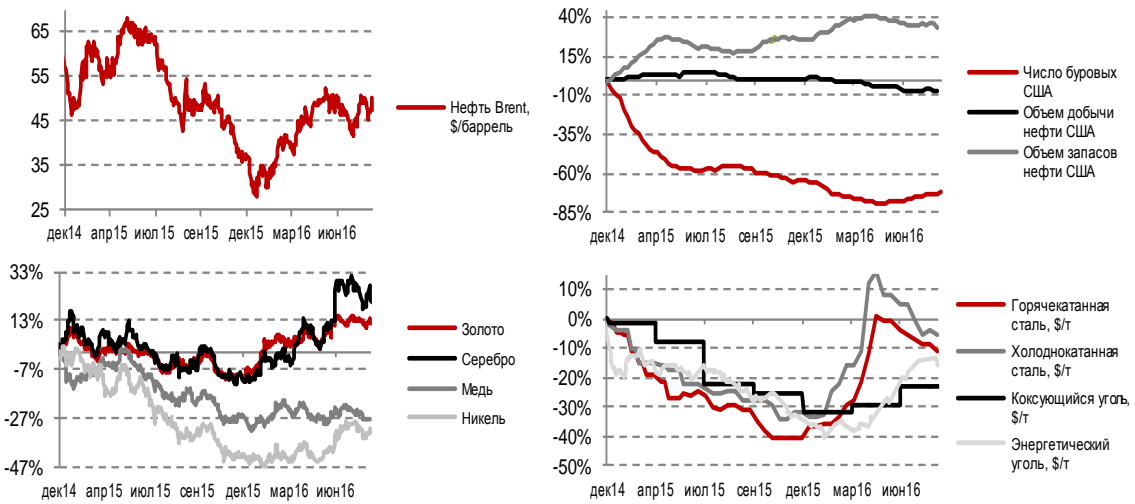 65
55
45
35
25
дек14 апр15 июл15 сен15 дек15 мар16 июн16
Нефть Brent,
$/баррель
40%
15%
-10%
-35%
-60%
-85%
дек14 апр15 июл15 сен15 дек15 мар16 июн16
Число буровых
США
Объем добычи
нефти США
Объем запасов
нефти США
33%
13%
-7%
-27%
-47%
дек14 апр15 июл15 сен15 дек15 мар16 июн16
Золото
Серебро
Медь
Никель
10%
0%
-10%
-20%
-30%
-40%
-50%
дек14 апр15 июл15 сен15 дек15 мар16 июн16
Горячекатанная
сталь, $/т
Холоднокатанная
сталь, $/т
Коксующийся уголь,
$/т
Энергетический
уголь, $/т